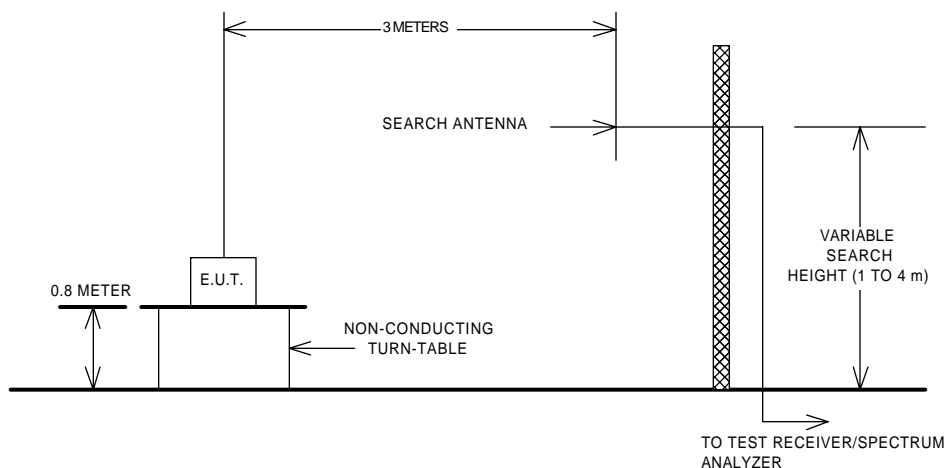 3 METERS
SEARCH ANTENNA
E.U.T.
0.8 METER
NON-CONDUCTING
TURN-TABLE
VARIABLE
SEARCH
HEIGHT (1 TO 4 m)
TO TEST RECEIVER/SPECTRUM
ANALYZER